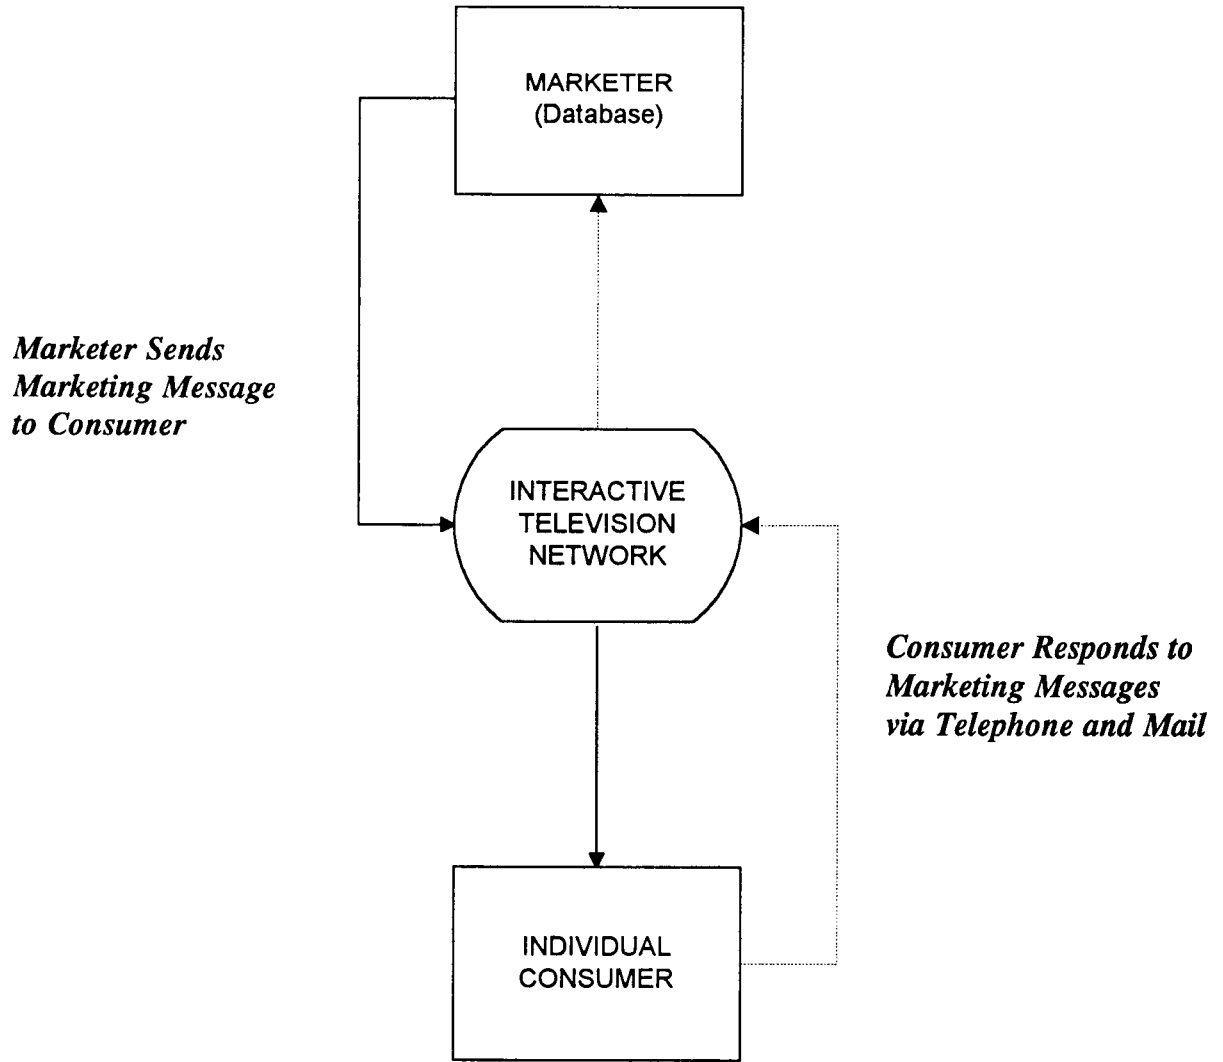 MARKETER
(Database)
Marketer Sends
Marketing Message
to Consumer
INTERACTIVE
TELEVISION
NETWORK
Consumer Responds to
Marketing Messages
via Telephone and Mail
INDIVIDUAL
CONSUMER